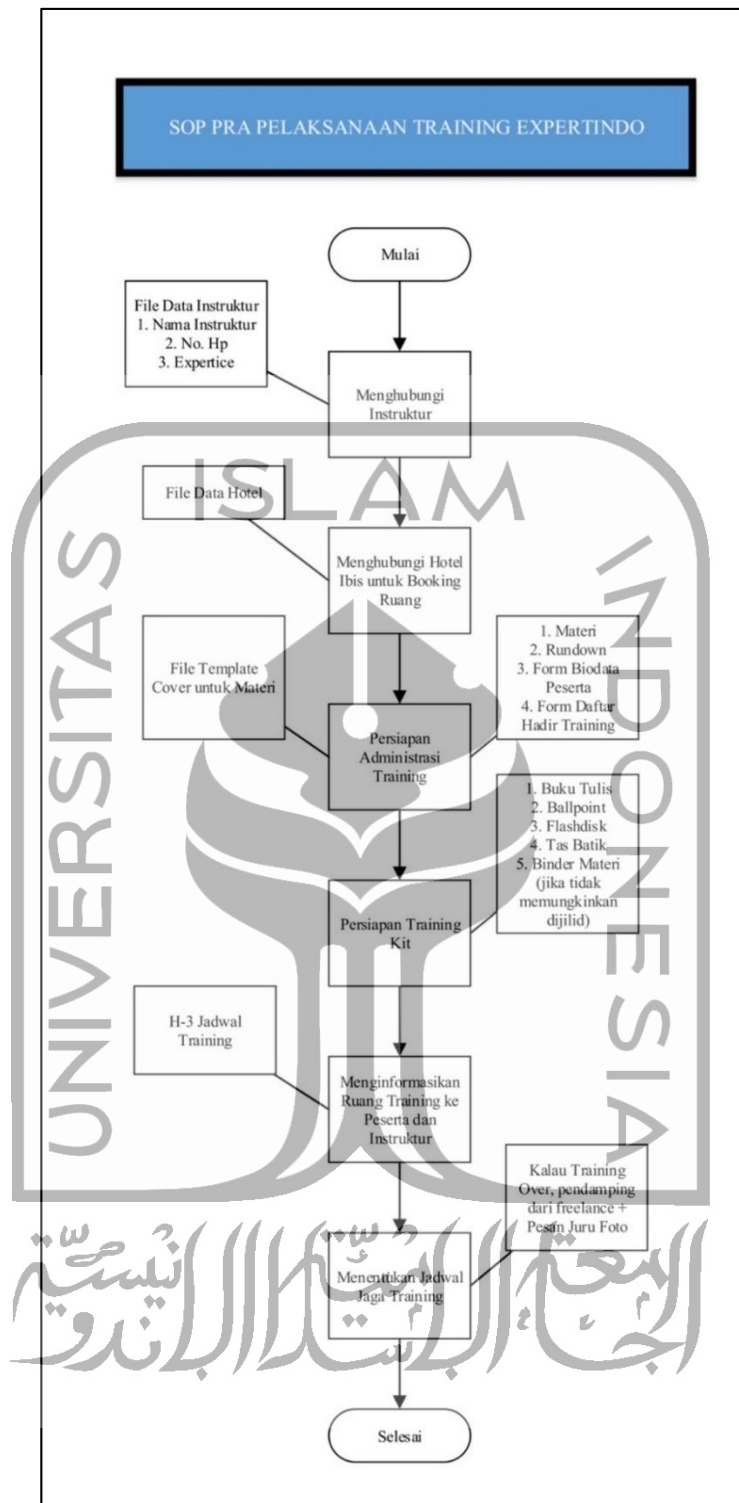 SOP PRA PELAKSANAAN TRAINING EXPERTINDO
Mulai
File Data Instruktur
1. Nama Instruktur
2. No. Hp
3. Expertice
Menghubungi
Instruktur
File Data Hotel
Menghubungi Hotel
Ibis untuk Booking
Ruang
File Template
Cover untuk Materi
1. Materi
2. Rundown
3. Form Biodata
Peserta
4. Form Daftar
Hadir Training
Persiapan
Administrasi
Training
1. Buku Tulis
2. Ballpoint
3. Flashdisk
4. Tas Batik
5. Binder Materi
(jika tidak
memungkinkan
dijilid)
Persiapan Training
Kit
H-3 Jadwal
Training
Menginformasikan
Ruang Training ke
Peserta dan
Instruktur
Kalau Training
Over, pendamping
dari freelance +
Pesan Juru Foto
Menentukan Jadwal
Jaga Training
Selesai
UNIVERSITAS
ISLAM
INDONESIA